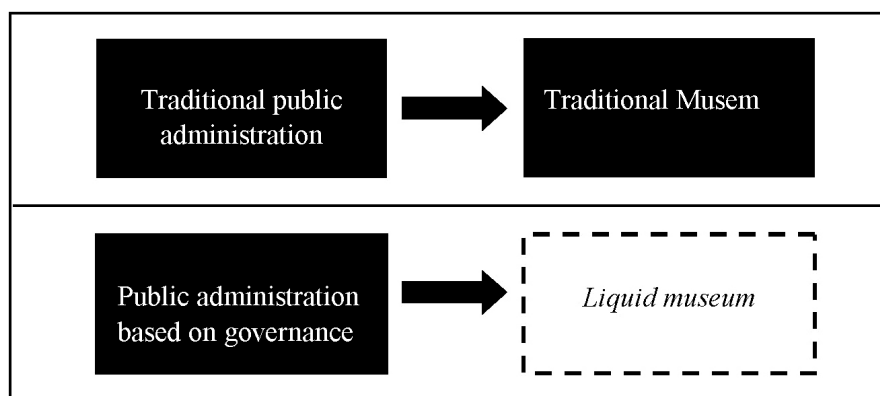 Traditional public
administration
Traditional Musem
Public administration
based on governance
Liquid museum